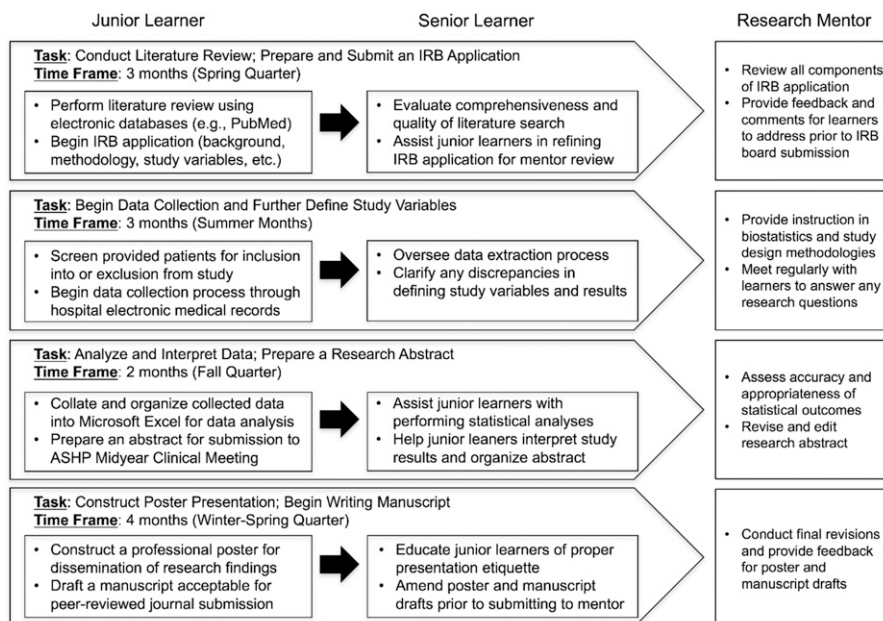 Junior Learner
Senior Learner
Research Mentor
Task: Conduct Literature Review; Prepare and Submit an IRB Application
Time Frame: 3 months (Spring Quarter)
• Perform literature review using
electronic databases (e.g., PubMed)
• Begin IRB application (background,
methodology, study variables, etc.)
• Evaluate comprehensiveness and
quality of literature search
• Assist junior learners in refining
IRB application for mentor review
• Review all components
of IRB application
• Provide feedback and
comments for learners
to address prior to IRB
board submission
Task: Begin Data Collection and Further Define Study Variables
Time Frame: 3 months (Summer Months)
• Screen provided patients for inclusion
into or exclusion from study
• Begin data collection process through
hospital electronic medical records
• Oversee data extraction process
• Clarify any discrepancies in
defining study variables and results
• Provide instruction in
biostatistics and study
design methodologies
• Meet regularly with
learners to answer any
research questions
Task: Analyze and Interpret Data; Prepare a Research Abstract
Time Frame: 2 months (Fall Quarter)
• Collate and organize collected data
into Microsoft Excel for data analysis
• Prepare an abstract for submission to
ASHP Midyear Clinical Meeting
• Assist junior learners with
performing statistical analyses
• Help junior leaners interpret study
results and organize abstract
• Assess accuracy and
appropriateness of
statistical outcomes
• Revise and edit
research abstract
Task: Construct Poster Presentation; Begin Writing Manuscript
Time Frame: 4 months (Winter-Spring Quarter)
• Construct a professional poster for
dissemination of research findings
• Draft a manuscript acceptable for
peer-reviewed journal submission
• Educate junior learners of proper
presentation etiquette
• Amend poster and manuscript
drafts prior to submitting to mentor
• Conduct final revisions
and provide feedback
for poster and
manuscript drafts